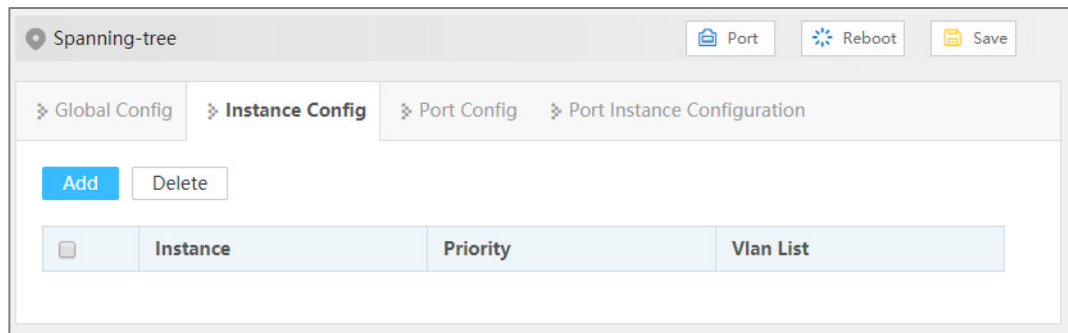 Spanning-tree Port Reboot Save
Global Config Instance Config Port Config Port Instance Configuration
Add Delete
Instance Priority Vlan List